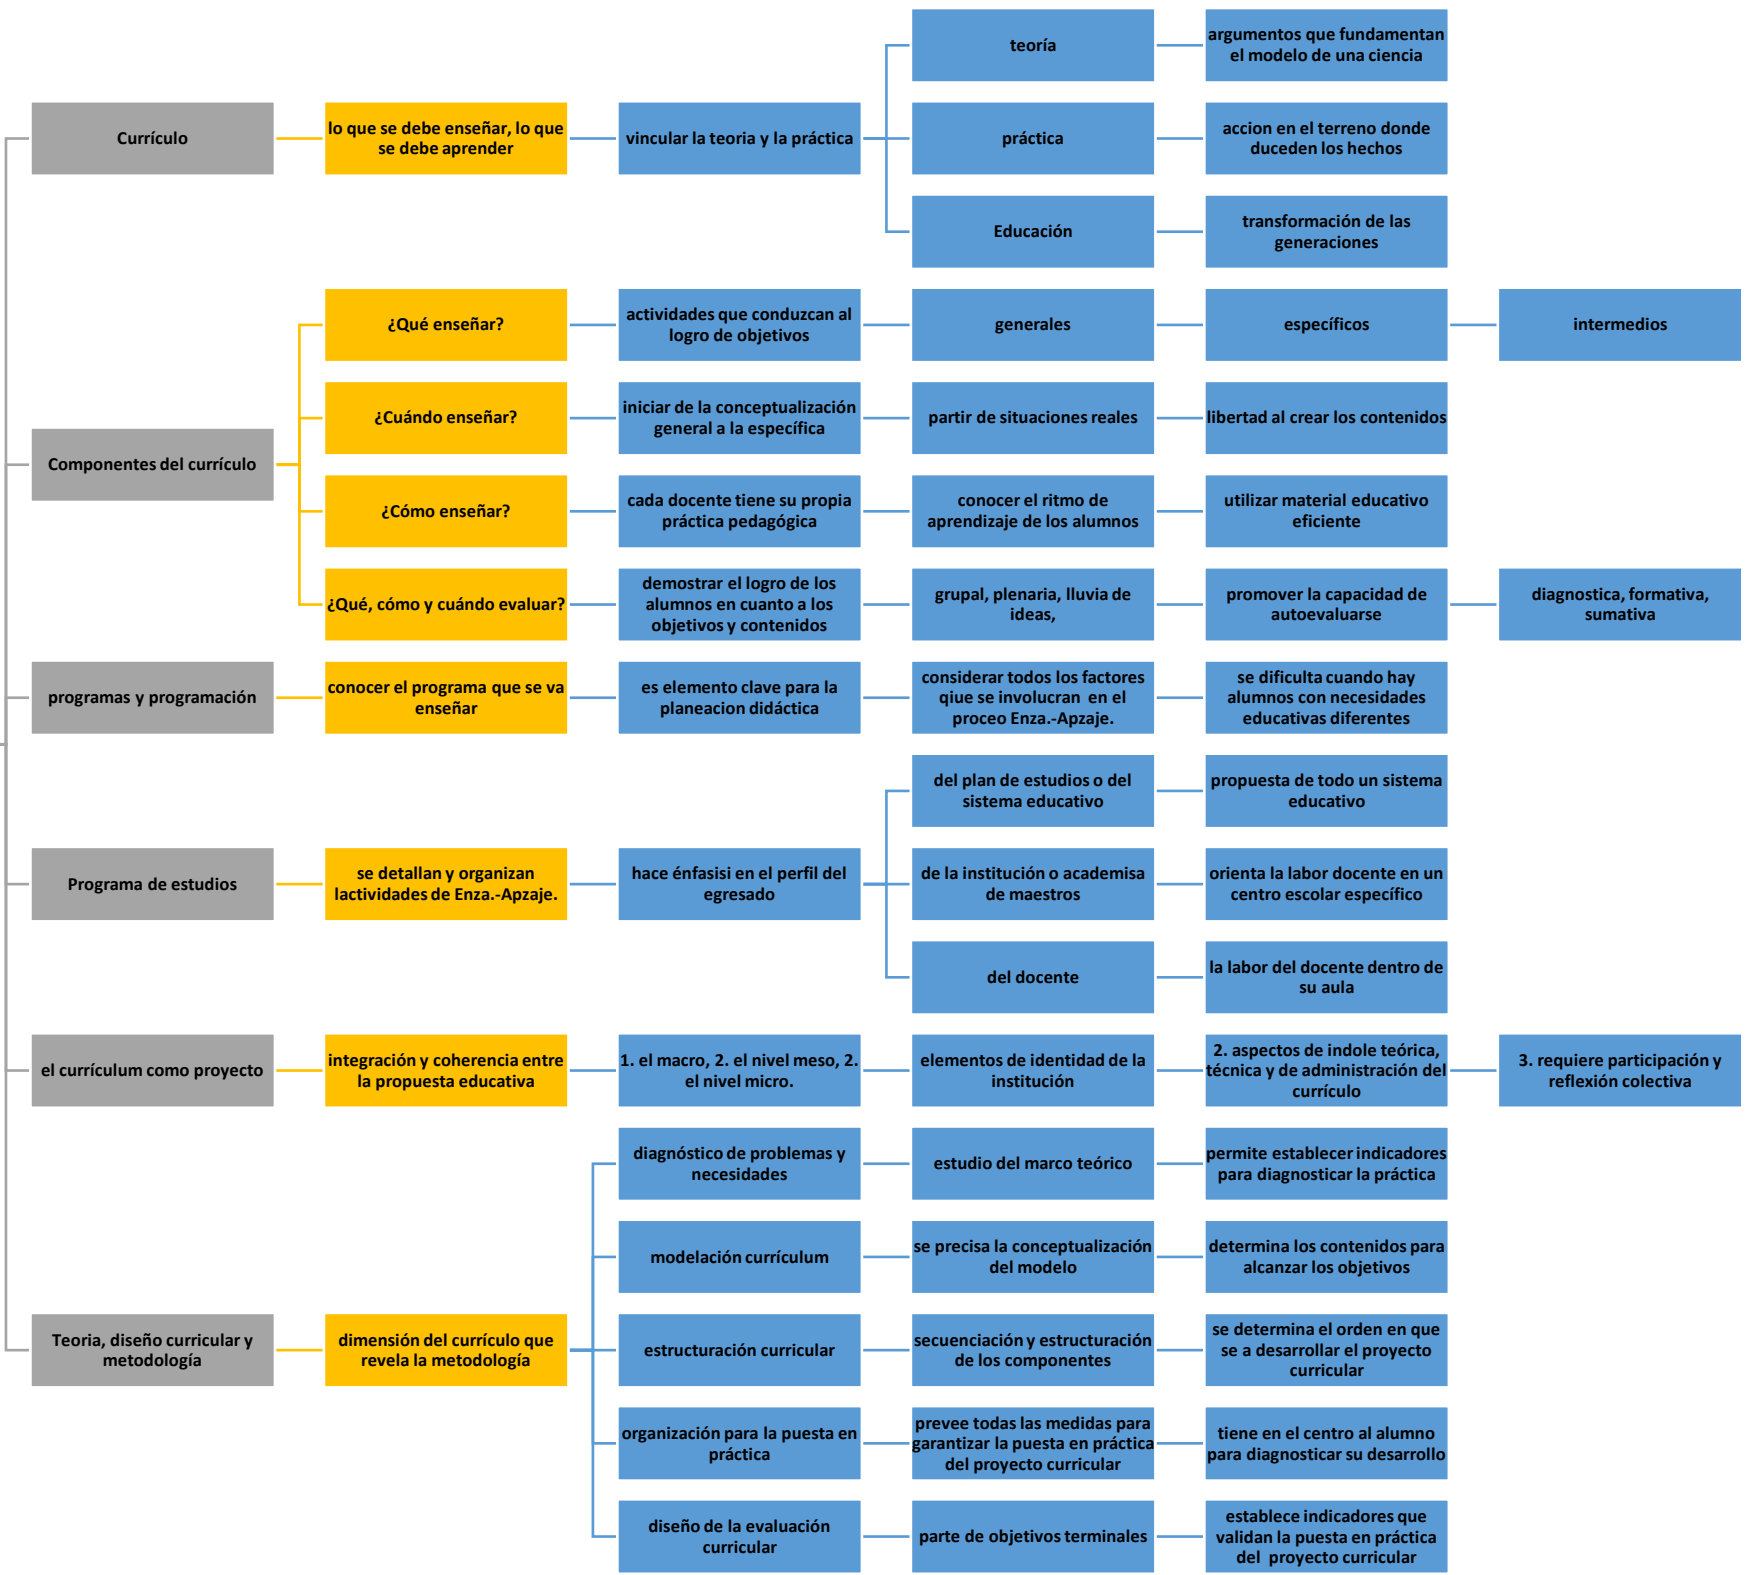 teoría
argumentos que fundamentan
el modelo de una ciencia
Currículo
lo que se debe enseñar, lo que
se debe aprender
vincular la teoria y la práctica
práctica
accion en el terreno donde
duceden los hechos
Educación
transformación de las
generaciones
Componentes del currículo
¿Qué enseñar?
actividades que conduzcan al
logro de objetivos
generales
específicos
intermedios
¿Cuándo enseñar?
iniciar de la conceptualización
general a la específica
partir de situaciones reales
libertad al crear los contenidos
¿Cómo enseñar?
cada docente tiene su propia
práctica pedagógica
conocer el ritmo de
aprendizaje de los alumnos
utilizar material educativo
eficiente
¿Qué, cómo y cuándo evaluar?
demostrar el logro de los
alumnos en cuanto a los
objetivos y contenidos
grupal, plenaria, lluvia de
ideas,
promover la capacidad de
autoevaluarse
diagnostica, formativa,
sumativa
programas y programación
conocer el programa que se va
enseñar
es elemento clave para la
planeacion didáctica
considerar todos los factores
qiue se involucran en el
proceo Enza.-Apzaje.
se dificulta cuando hay
alumnos con necesidades
educativas diferentes
Programa de estudios
se detallan y organizan
lactividades de Enza.-Apzaje.
hace énfasisi en el perfil del
egresado
del plan de estudios o del
sistema educativo
propuesta de todo un sistema
educativo
de la institución o academisa
de maestros
orienta la labor docente en un
centro escolar específico
del docente
la labor del docente dentro de
su aula
el currículum como proyecto
integración y coherencia entre
la propuesta educativa
1. el macro, 2. el nivel meso, 2.
el nivel micro.
elementos de identidad de la
institución
2. aspectos de indole teórica,
técnica y de administración del
currículo
3. requiere participación y
reflexión colectiva
Teoria, diseño curricular y
metodología
dimensión del currículo que
revela la metodología
diagnóstico de problemas y
necesidades
estudio del marco teórico
permite establecer indicadores
para diagnosticar la práctica
modelación currículum
se precisa la conceptualización
del modelo
determina los contenidos para
alcanzar los objetivos
estructuración curricular
secuenciación y estructuración
de los componentes
se determina el orden en que
se a desarrollar el proyecto
curricular
organización para la puesta en
práctica
prevee todas las medidas para
garantizar la puesta en práctica
del proyecto curricular
tiene en el centro al alumno
para diagnosticar su desarrollo
diseño de la evaluación
curricular
parte de objetivos terminales
establece indicadores que
validan la puesta en práctica
del proyecto curricular